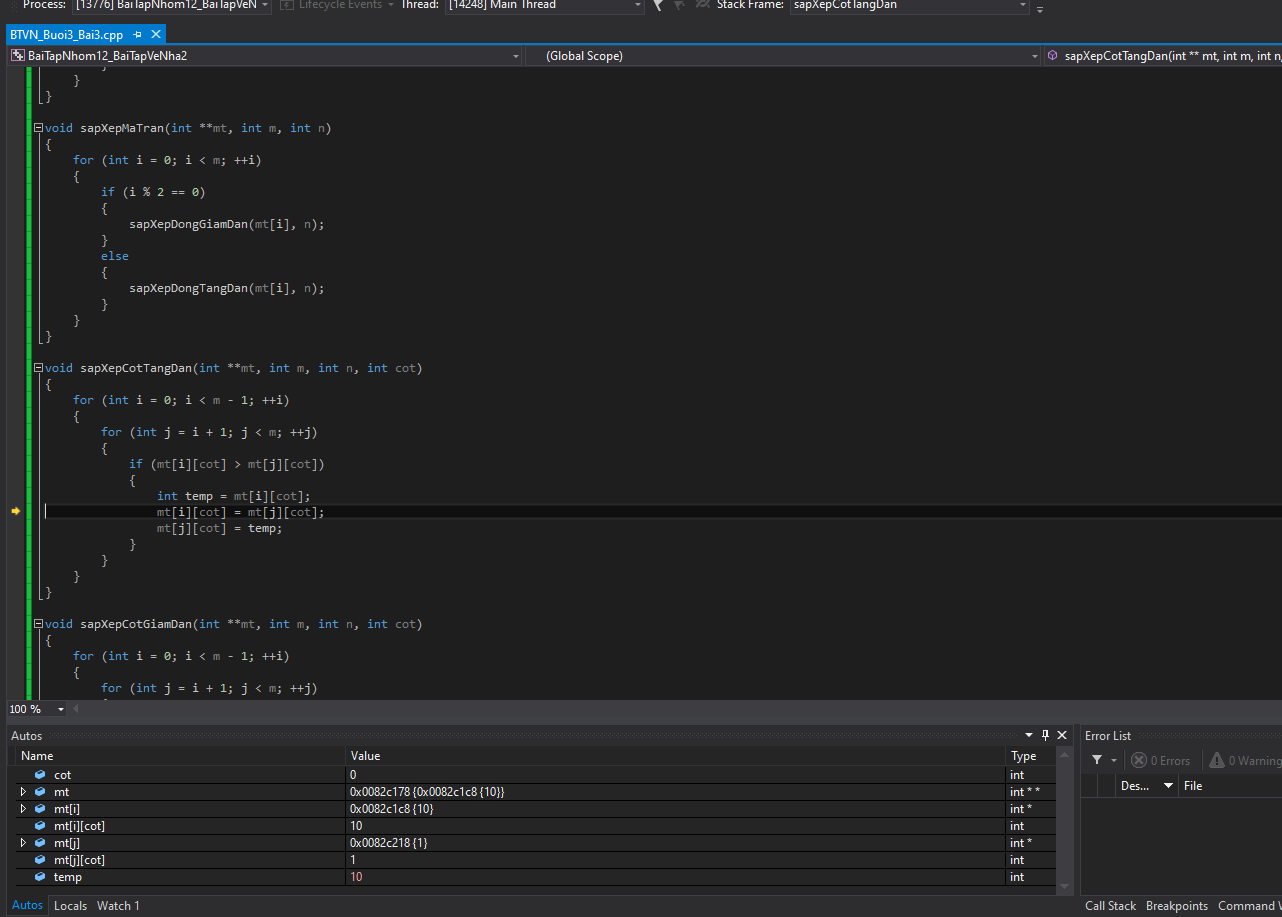 Process: [13776] BaiTapNhom12_BaiTapVeN Lifecycle Events Thread: [14248] Main Thread Stack Frame: sapXepCotTangDan
BTVN_Buoi3_Bai3.cpp
BaiTapNhom12_BaiTapVeNha2 (Global Scope) sapXepCotTangDan(int ** mt, int m, int n,
}
}
void sapXepMaTran(int **mt, int m, int n)
{
for (int i = 0; i < m; ++i)
{
if (i % 2 == 0)
{
sapXepDongGiamDan(mt[i], n);
}
else
{
sapXepDongTangDan(mt[i], n);
}
}
}
void sapXepCotTangDan(int **mt, int m, int n, int cot)
{
for (int i = 0; i < m - 1; ++i)
{
for (int j = i + 1; j < m; ++j)
{
if (mt[i][cot] > mt[j][cot])
{
int temp = mt[i][cot];
mt[i][cot] = mt[j][cot];
mt[j][cot] = temp;
}
}
}
}
void sapXepCotGiamDan(int **mt, int m, int n, int cot)
{
for (int i = 0; i < m - 1; ++i)
{
for (int j = i + 1; j < m; ++j)
100 %
Autos
Name Value Type
cot 0 int
mt 0x0082c178 {0x0082c1c8 {10}} int * *
mt[i] 0x0082c1c8 {10} int *
mt[i][cot] 10 int
mt[j] 0x0082c218 {1} int *
mt[j][cot] 1 int
temp 10 int
Autos Locals Watch 1
Error List
0 Errors 0 Warning
Des... File
Call Stack Breakpoints Command